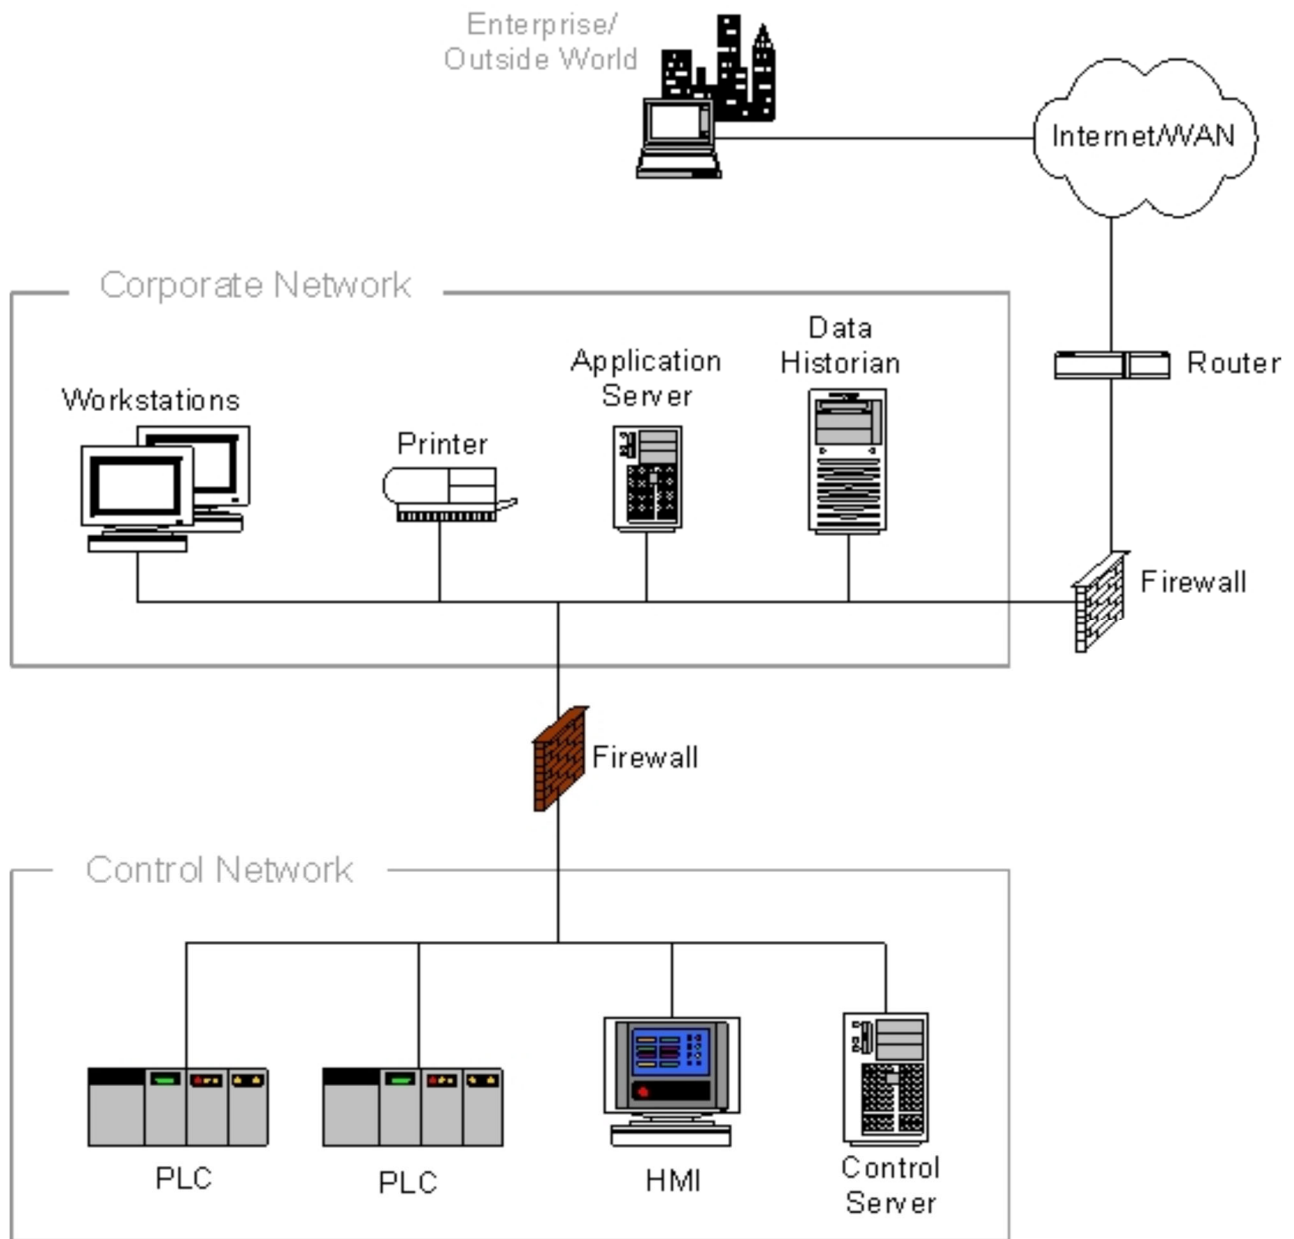 Enterprise/
Outside World
Internet/WAN
Corporate Network
Data
Historian
Application
Server
Router
Workstations
Printer
Firewall
Firewall
Control Network
PLC
PLC
HMI
Control
Server